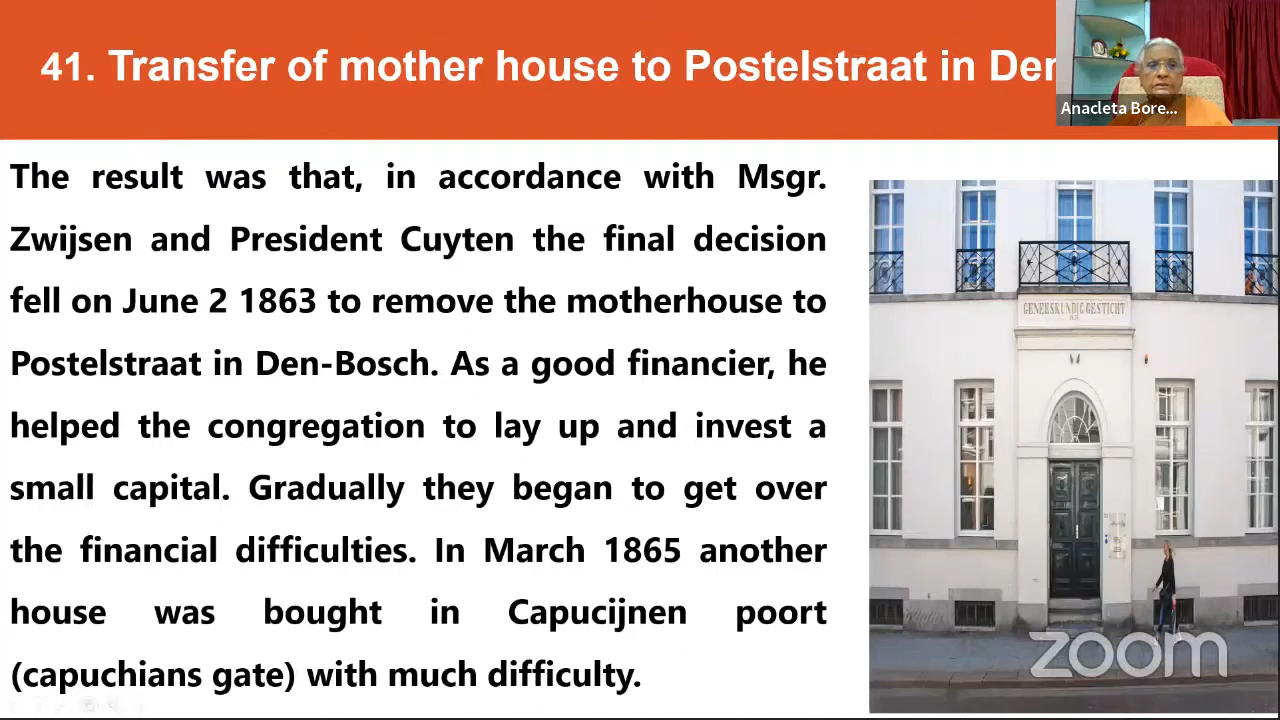 41. Transfer of mother house to Postelstraat in Den
Anacleta Bore...
The result was that, in accordance with Msgr.
Zwijsen and President Cuyten the final decision
fell on June 2 1863 to remove the motherhouse to
Postelstraat in Den-Bosch. As a good financier, he
helped the congregation to lay up and invest a
small capital. Gradually they began to get over
the financial difficulties. In March 1865 another
house was bought in Capucijnen poort
(capuchians gate) with much difficulty.
GENEESKUNDIG GESTICHT
zoom